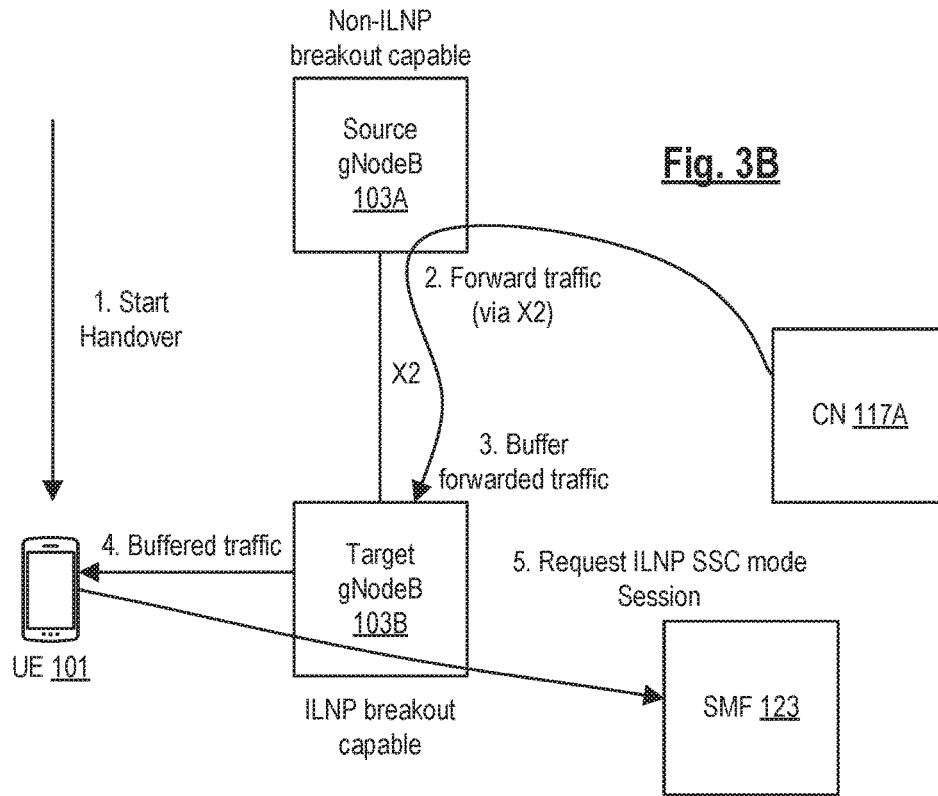 Non-ILNP
breakout capable
Source
gNodeB
103A
Fig. 3B
1. Start
Handover
2. Forward traffic
(via X2)
X2
CN 117A
3. Buffer
forwarded traffic
4. Buffered traffic
Target
gNodeB
103B
5. Request ILNP SSC mode
Session
UE 101
ILNP breakout
capable
SMF 123